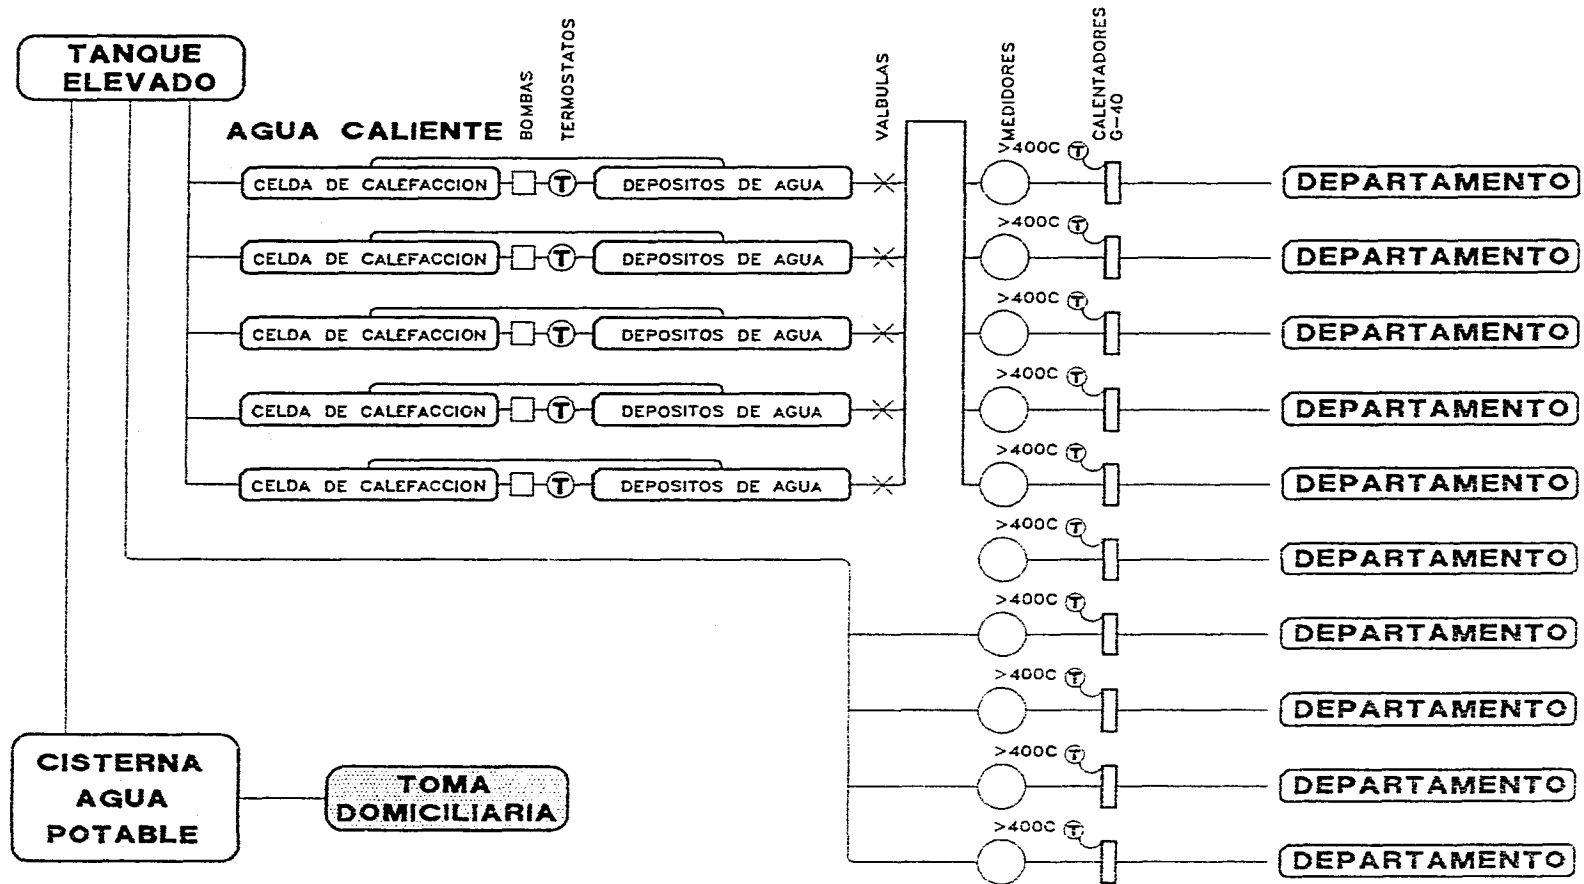 TANQUE
ELEVADO
AGUA CALIENTE
BOMBAS
TERMOSTATOS
VALBULAS
MEDIDORES
CALENTADORES
G-40
CELDA DE CALEFACCION T DEPOSITOS DE AGUA >400C T DEPARTAMENTO
CELDA DE CALEFACCION T DEPOSITOS DE AGUA >400C T DEPARTAMENTO
CELDA DE CALEFACCION T DEPOSITOS DE AGUA >400C T DEPARTAMENTO
CELDA DE CALEFACCION T DEPOSITOS DE AGUA >400C T DEPARTAMENTO
CELDA DE CALEFACCION T DEPOSITOS DE AGUA >400C T DEPARTAMENTO
>400C T DEPARTAMENTO
>400C T DEPARTAMENTO
>400C T DEPARTAMENTO
>400C T DEPARTAMENTO
>400C T DEPARTAMENTO
CISTERNA
AGUA
POTABLE
TOMA
DOMICILIARIA